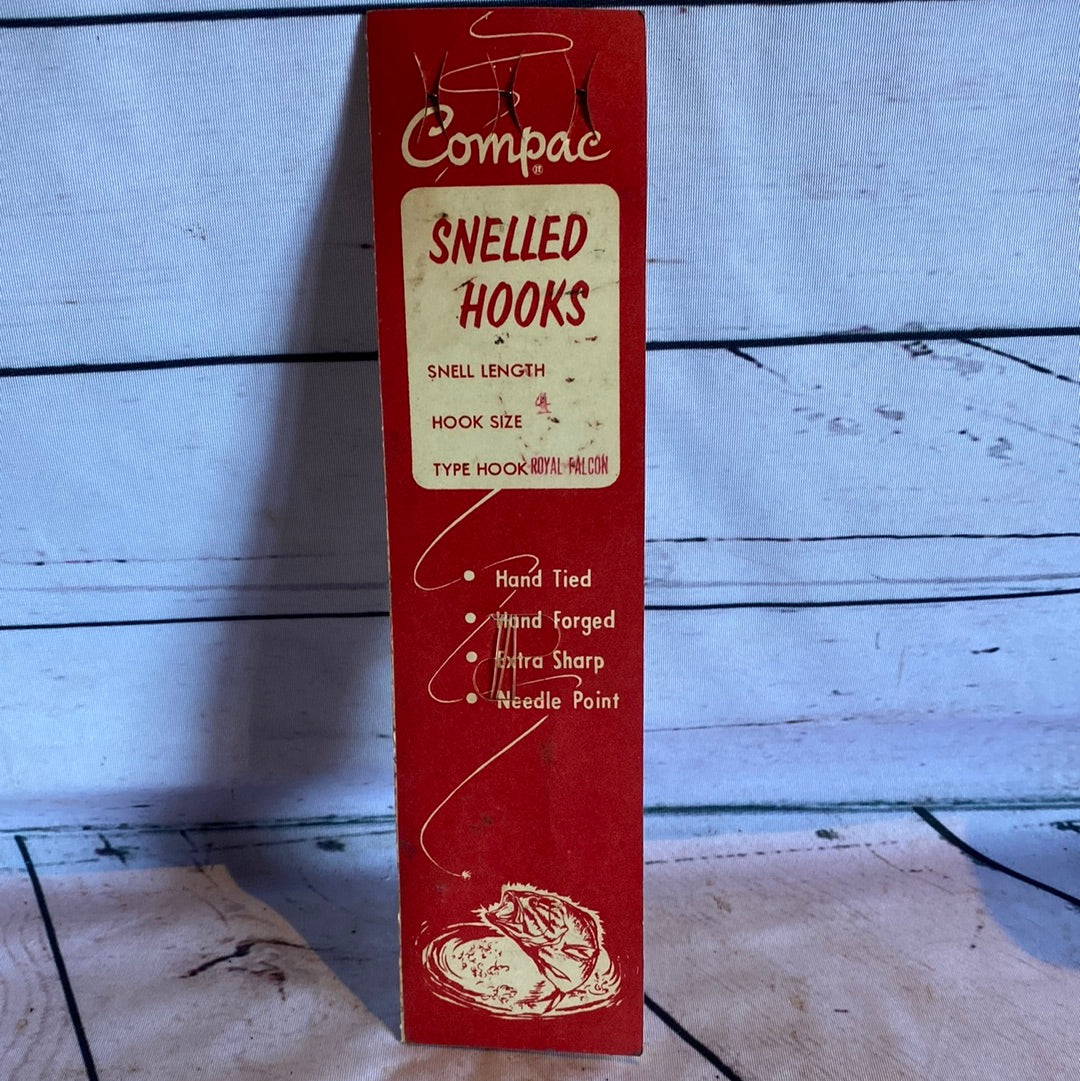 Compac
®
SNELLED
HOOKS
SNELL LENGTH
HOOK SIZE 4
TYPE HOOK ROYAL FALCON
• Hand Tied
• Hand Forged
• Extra Sharp
• Needle Point